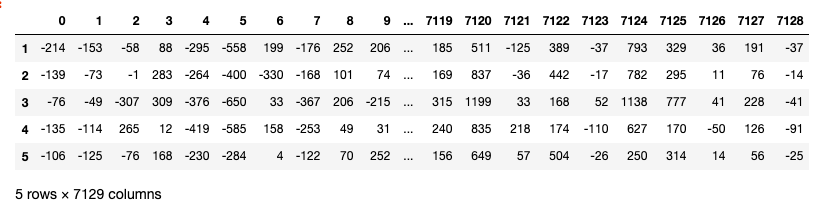 0 1 2 3 4 5 6 7 8 9 ... 7119 7120 7121 7122 7123 7124 7125 7126 7127 7128
1 -214 -153 -58 88 -295 -558 199 -176 252 206 ... 185 511 -125 389 -37 793 329 36 191 -37
2 -139 -73 -1 283 -264 -400 -330 -168 101 74 ... 169 837 -36 442 -17 782 295 11 76 -14
3 -76 -49 -307 309 -376 -650 33 -367 206 -215 ... 315 1199 33 168 52 1138 777 41 228 -41
4 -135 -114 265 12 -419 -585 158 -253 49 31 ... 240 835 218 174 -110 627 170 -50 126 -91
5 -106 -125 -76 168 -230 -284 4 -122 70 252 ... 156 649 57 504 -26 250 314 14 56 -25
5 rows × 7129 columns